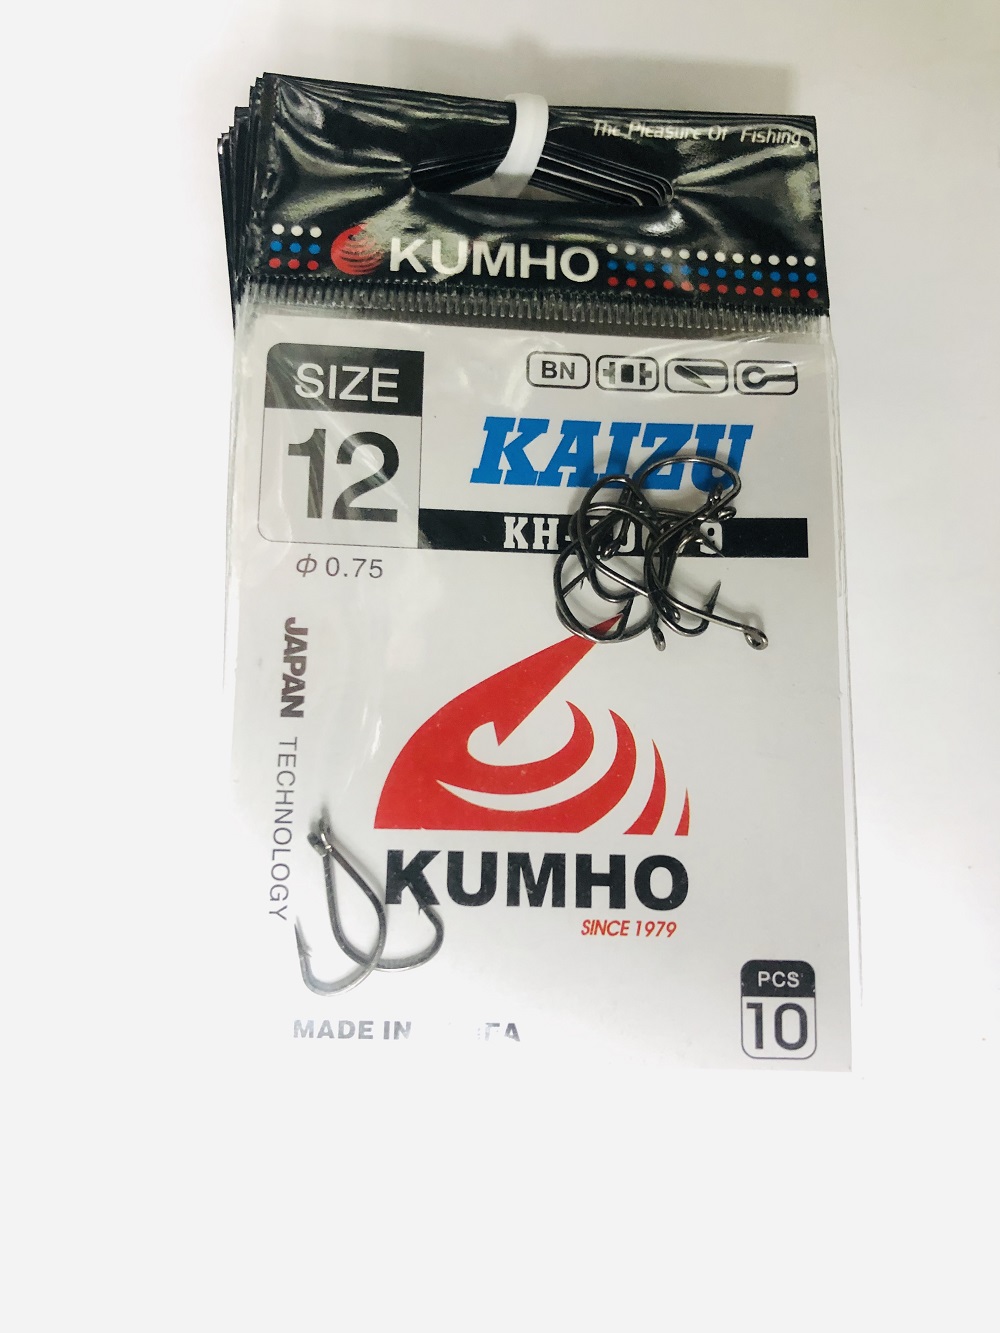 The Pleasure Of Fishing
KUMHO
SIZE
12
BN
KAIZU
Φ 0.75
JAPAN TECHNOLOGY
KUMHO
SINCE 1979
PCS
10
MADE IN